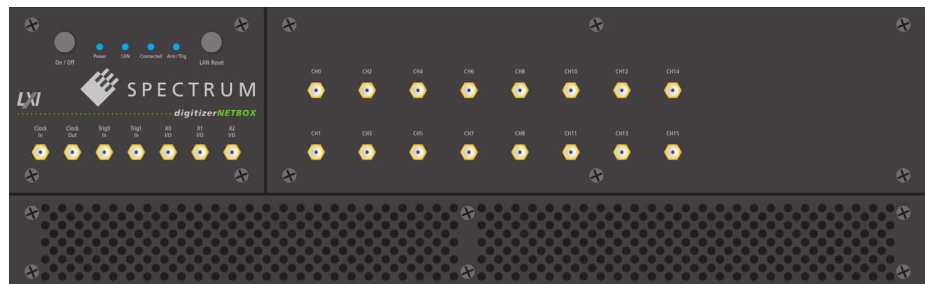 Power LAN Connected Arm/Trig
On / Off LAN Reset
SPECTRUM
LXI
digitizerNETBOX
Clock In
Clock Out
Trig0 In
Trig1 In
X0 I/O
X1 I/O
X2 I/O
CH0 CH2 CH4 CH6 CH8 CH10 CH12 CH14
CH1 CH3 CH5 CH7 CH9 CH11 CH13 CH15